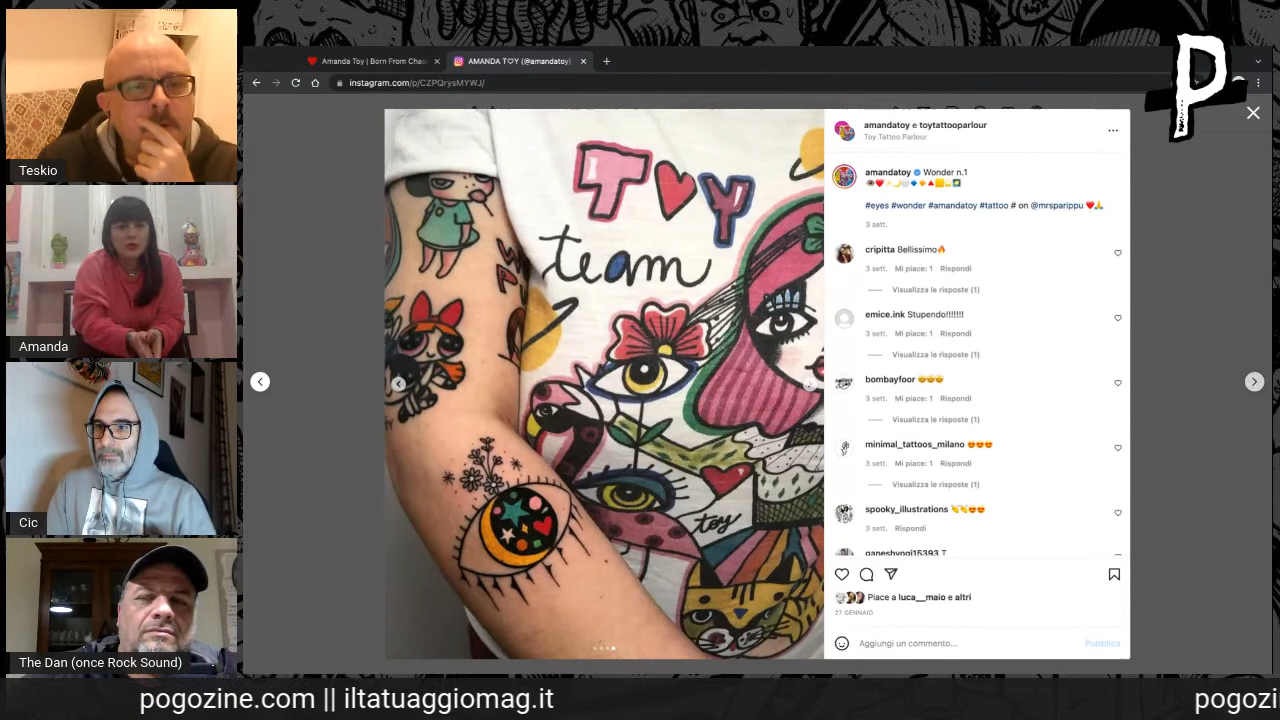 Teskio
Amanda
Cic
The Dan (once Rock Sound)
Amanda Toy | Born From Chao
AMANDA TOY (@amandatoy)
instagram.com/p/CZPQrysMYWJ/
P
TOY
team
toy
amandatoy e toytattooparlour
Toy Tattoo Parlour
amandatoy Wonder n.1
#eyes #wonder #amandatoy #tattoo # on @mrsparippu
3 sett.
cripitta Bellissimo
3 sett. Mi piace: 1 Rispondi
Visualizza le risposte (1)
emice.ink Stupendo!!!!!!!
3 sett. Mi piace: 1 Rispondi
Visualizza le risposte (1)
bombayfoor
3 sett. Mi piace: 1 Rispondi
Visualizza le risposte (1)
minimal_tattoos_milano
3 sett. Mi piace: 1 Rispondi
Visualizza le risposte (1)
spooky_illustrations
3 sett. Rispondi
ganeshyogi15393
Piace a luca__maio e altri
27 GENNAIO
Aggiungi un commento...
Pubblica
pogozine.com || iltatuaggiomag.it
pogozi